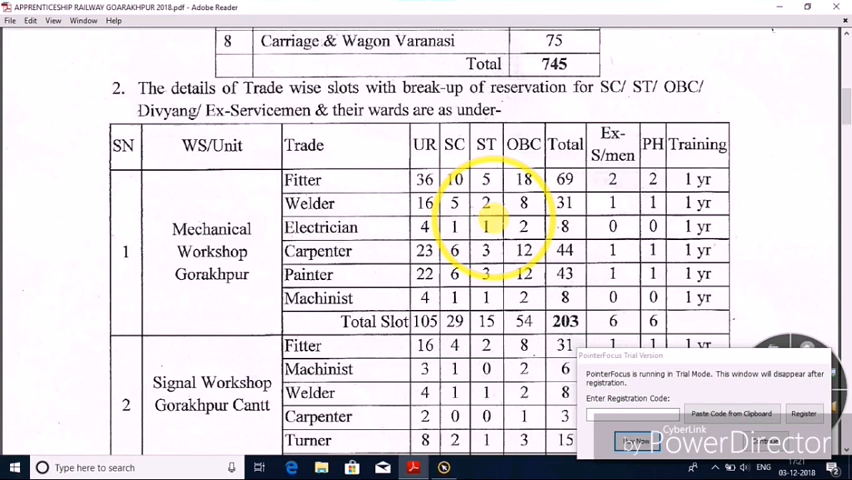 APPRENTICESHIP RAILWAY GOARAKHPUR 2018.pdf - Adobe Reader
File Edit View Window Help
8 Carriage & Wagon Varanasi 75
Total 745
2. The details of Trade wise slots with break-up of reservation for SC/ ST/ OBC/
Divyang/ Ex-Servicemen & their wards are as under-
SN WS/Unit Trade UR SC ST OBC Total Ex-S/men PH Training
1 Mechanical Workshop Gorakhpur
Fitter 36 10 5 18 69 2 2 1 yr
Welder 16 5 2 8 31 1 1 1 yr
Electrician 4 1 1 2 8 0 0 1 yr
Carpenter 23 6 3 12 44 1 1 1 yr
Painter 22 6 3 12 43 1 1 1 yr
Machinist 4 1 1 2 8 0 0 1 yr
Total Slot 105 29 15 54 203 6 6
2 Signal Workshop Gorakhpur Cantt
Fitter 16 4 2 8 31 1 1 1 yr
Machinist 3 1 0 2 6
Welder 4 1 1 2 8
Carpenter 2 0 0 1 3
Turner 8 2 1 3 15
PointerFocus Trial Version
PointerFocus is running in Trial Mode. This window will disappear after
registration.
Enter Registration Code:
Paste Code from Clipboard Register
Continue
CyberLink
by PowerDirector
Type here to search
ENG
17:21
03-12-2018